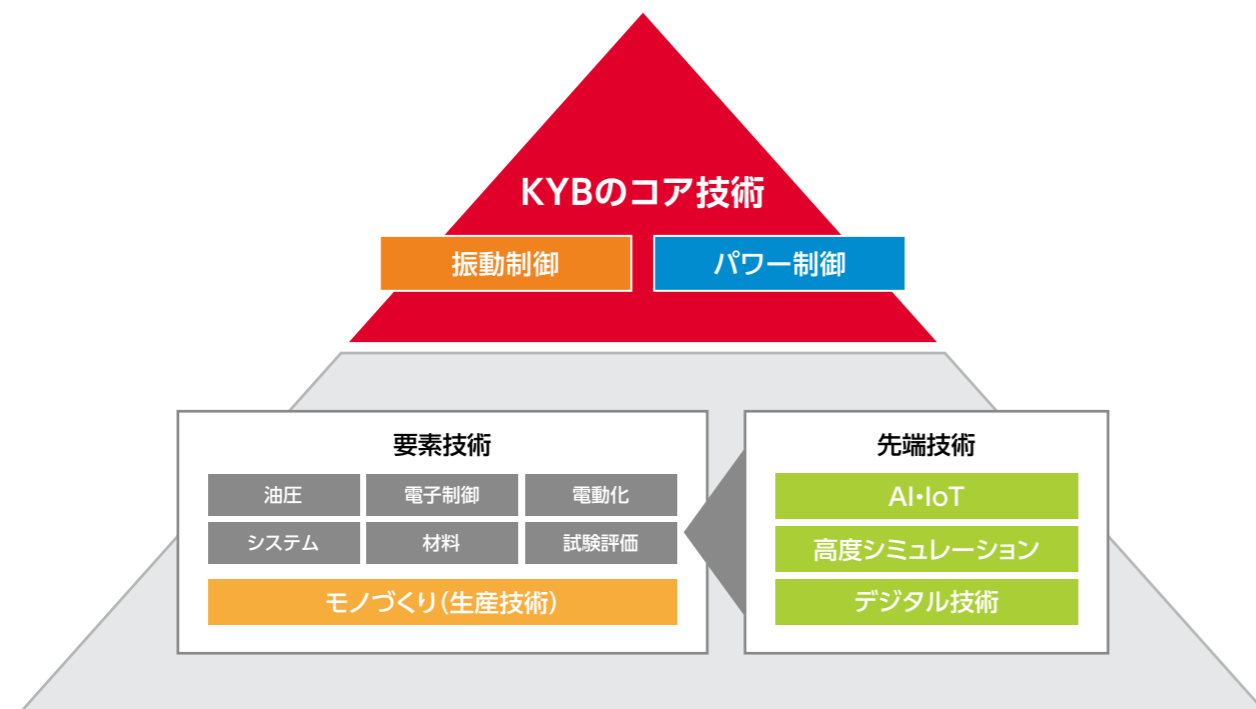 KYBのコア技術
振動制御
パワー制御
要素技術
油圧
電子制御
電動化
システム
材料
試験評価
モノづくり(生産技術)
先端技術
AI・IoT
高度シミュレーション
デジタル技術